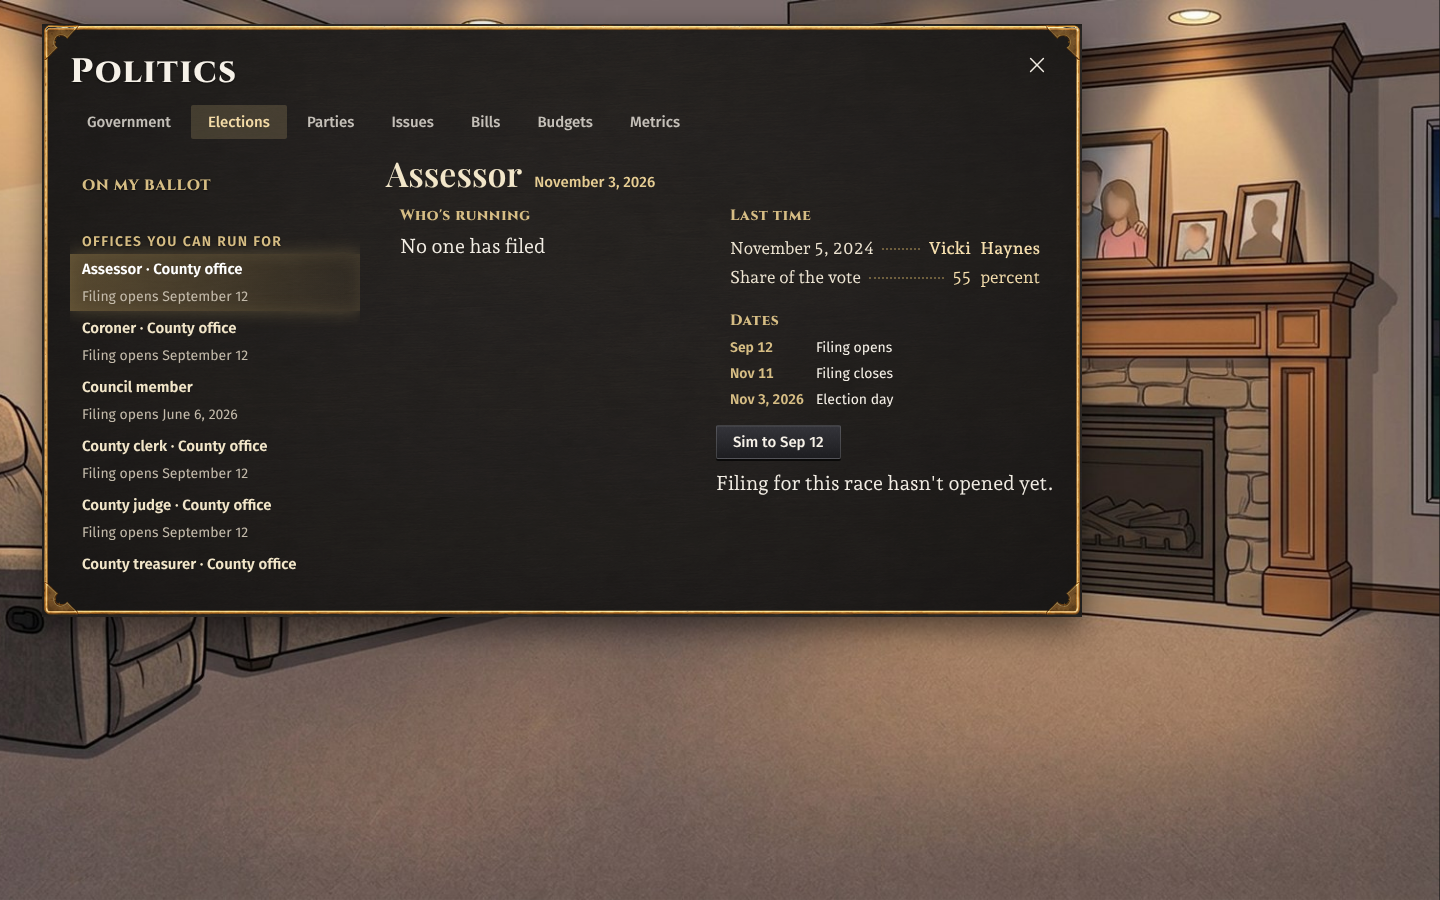 Politics
Government Elections Parties Issues Bills Budgets Metrics
On my ballot
OFFICES YOU CAN RUN FOR
Assessor · County office
Filing opens September 12
Coroner · County office
Filing opens September 12
Council member
Filing opens June 6, 2026
County clerk · County office
Filing opens September 12
County judge · County office
Filing opens September 12
County treasurer · County office
Assessor November 3, 2026
Who's running
No one has filed
Last time
November 5, 2024 Vicki Haynes
Share of the vote 55 percent
Dates
Sep 12 Filing opens
Nov 11 Filing closes
Nov 3, 2026 Election day
Sim to Sep 12
Filing for this race hasn't opened yet.